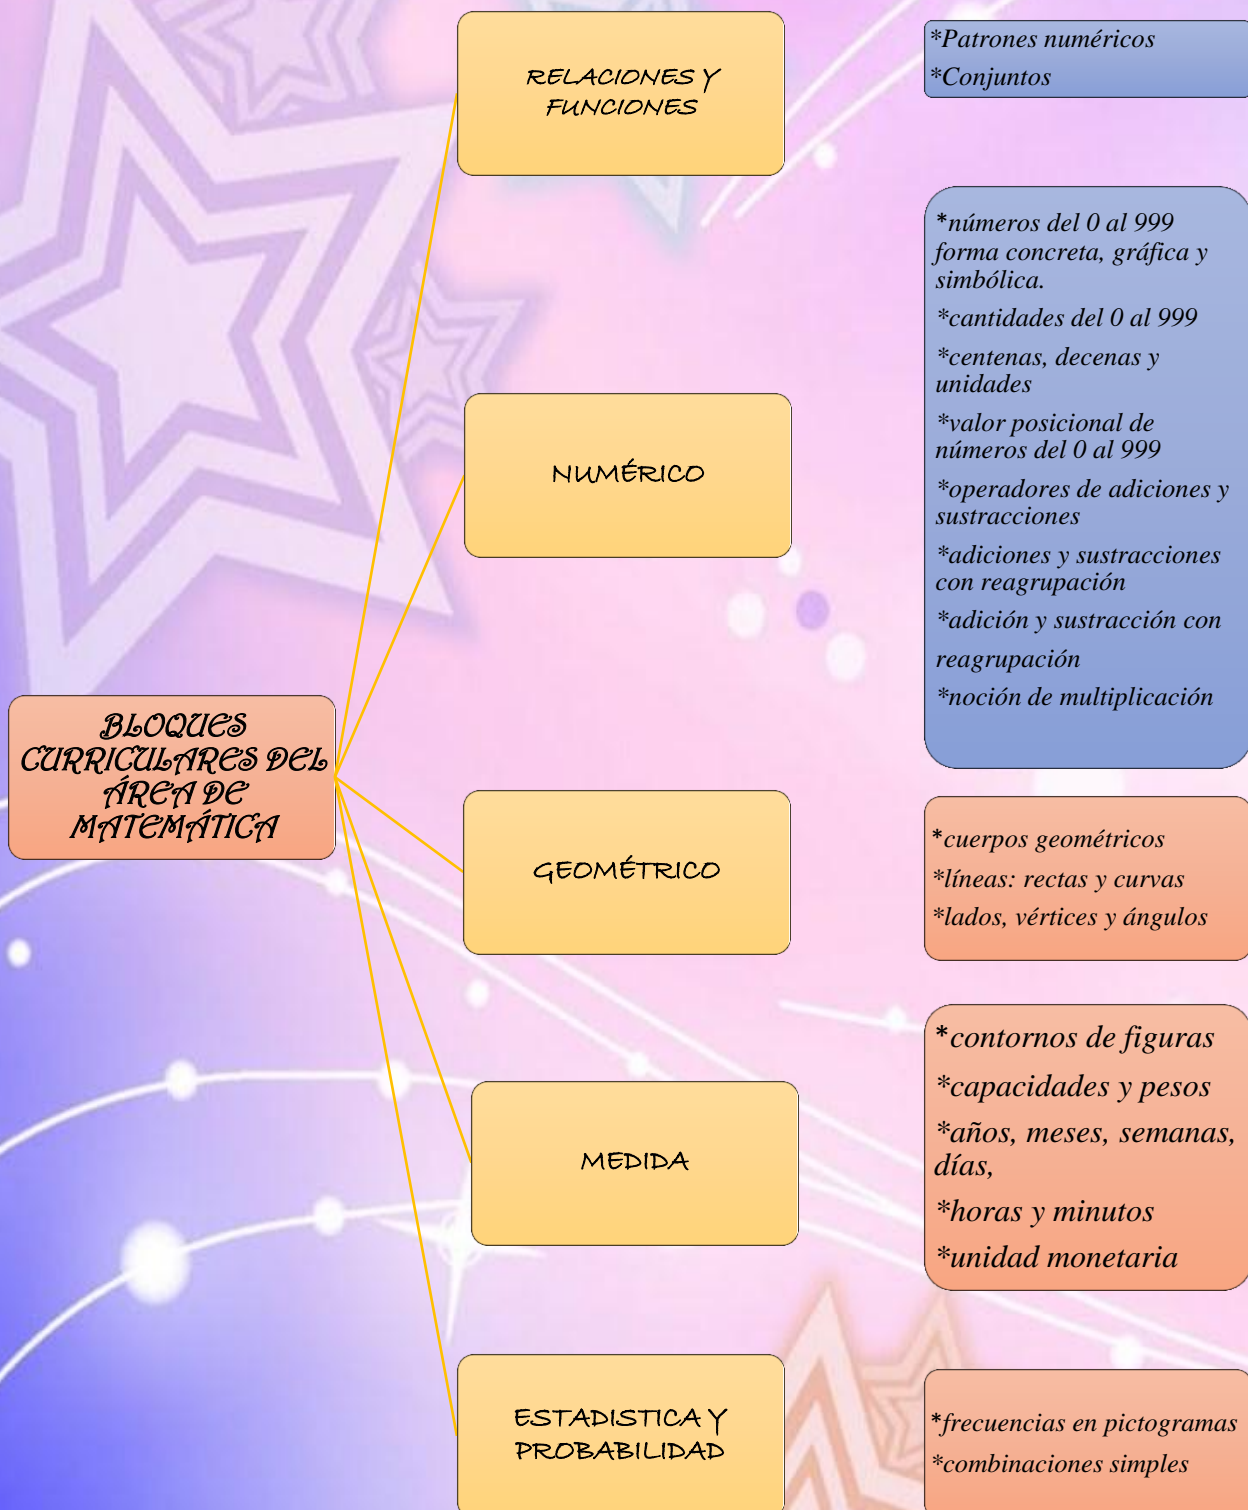 BLOQUES
CURRICULARES DEL
ÁREA DE
MATEMÁTICA
RELACIONES Y
FUNCIONES
*Patrones numéricos
*Conjuntos
NUMÉRICO
*números del 0 al 999
forma concreta, gráfica y
simbólica.
*cantidades del 0 al 999
*centenas, decenas y
unidades
*valor posicional de
números del 0 al 999
*operadores de adiciones y
sustracciones
*adiciones y sustracciones
con reagrupación
*adición y sustracción con
reagrupación
*noción de multiplicación
GEOMÉTRICO
*cuerpos geométricos
*líneas: rectas y curvas
*lados, vértices y ángulos
MEDIDA
*contornos de figuras
*capacidades y pesos
*años, meses, semanas,
días,
*horas y minutos
*unidad monetaria
ESTADISTICA Y
PROBABILIDAD
*frecuencias en pictogramas
*combinaciones simples